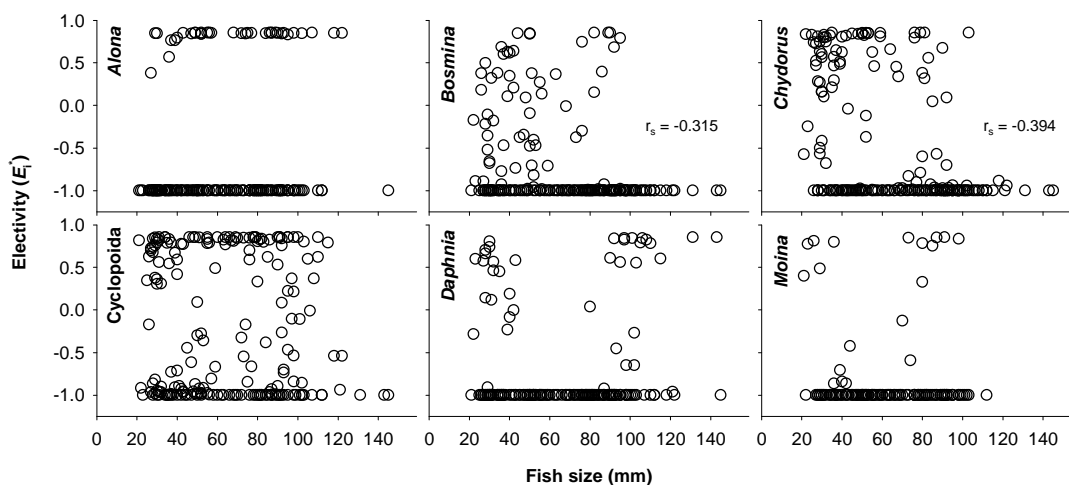 Electivity (E*i)
1.0
0.5
0.0
-0.5
-1.0
Alona
Bosmina
rs = -0.315
Chydorus
rs = -0.394
1.0
0.5
0.0
-0.5
-1.0
Cyclopoida
Daphnia
Moina
0 20 40 60 80 100 120 140
0 20 40 60 80 100 120 140
0 20 40 60 80 100 120 140
Fish size (mm)